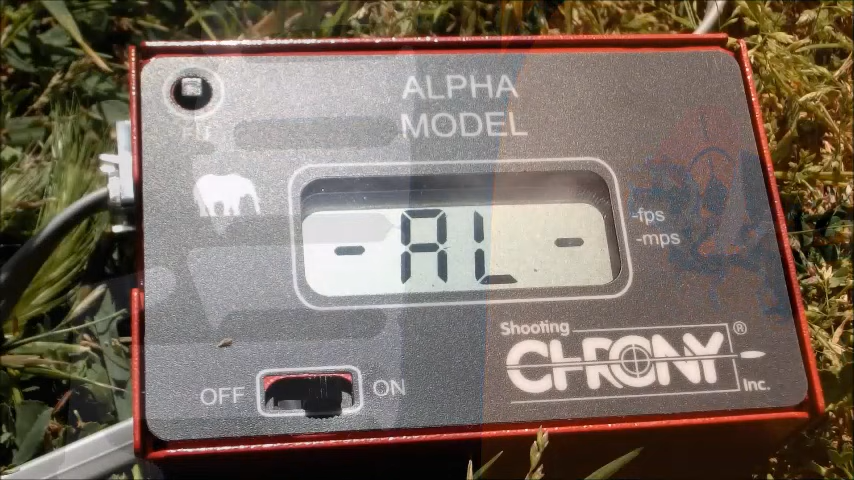 ALPHA
MODEL
-AL -
-fps
-mps
Shooting
CHRONY®
Inc.
OFF ON